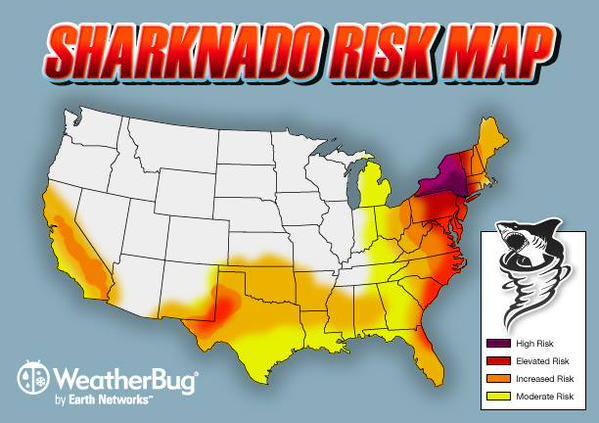 SHARKNADO RISK MAP
High Risk
Elevated Risk
Increased Risk
Moderate Risk
WeatherBug®
by Earth Networks™